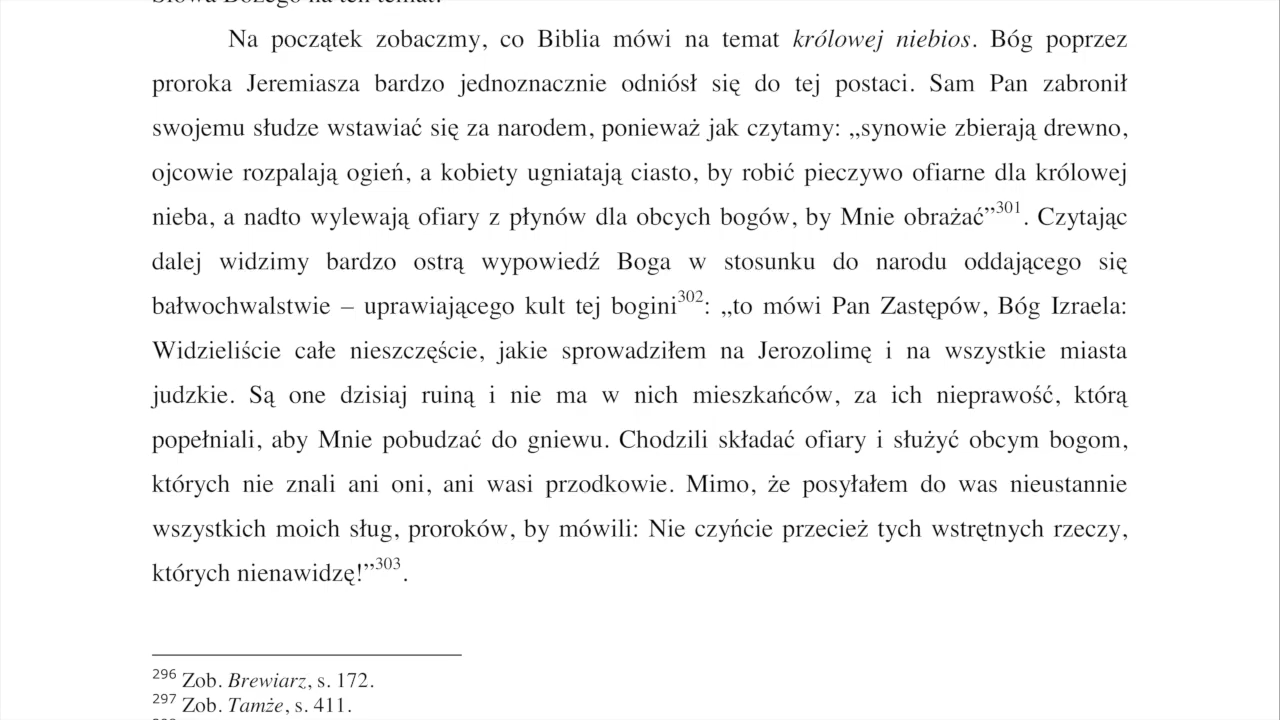 Słowa Bożego na ten temat.
Na początek zobaczmy, co Biblia mówi na temat królowej niebios. Bóg poprzez
proroka Jeremiasza bardzo jednoznacznie odniósł się do tej postaci. Sam Pan zabronił
swojemu słudze wstawiać się za narodem, ponieważ jak czytamy: „synowie zbierają drewno,
ojcowie rozpalają ogień, a kobiety ugniatają ciasto, by robić pieczywo ofiarne dla królowej
nieba, a nadto wylewają ofiary z płynów dla obcych bogów, by Mnie obrażać”301. Czytając
dalej widzimy bardzo ostrą wypowiedź Boga w stosunku do narodu oddającego się
bałwochwalstwie – uprawiającego kult tej bogini302: „to mówi Pan Zastępów, Bóg Izraela:
Widzieliście całe nieszczęście, jakie sprowadziłem na Jerozolimę i na wszystkie miasta
judzkie. Są one dzisiaj ruiną i nie ma w nich mieszkańców, za ich nieprawość, którą
popełniali, aby Mnie pobudzać do gniewu. Chodzili składać ofiary i służyć obcym bogom,
których nie znali ani oni, ani wasi przodkowie. Mimo, że posyłałem do was nieustannie
wszystkich moich sług, proroków, by mówili: Nie czyńcie przecież tych wstrętnych rzeczy,
których nienawidzę!”303.
296 Zob. Brewiarz, s. 172.
297 Zob. Tamże, s. 411.